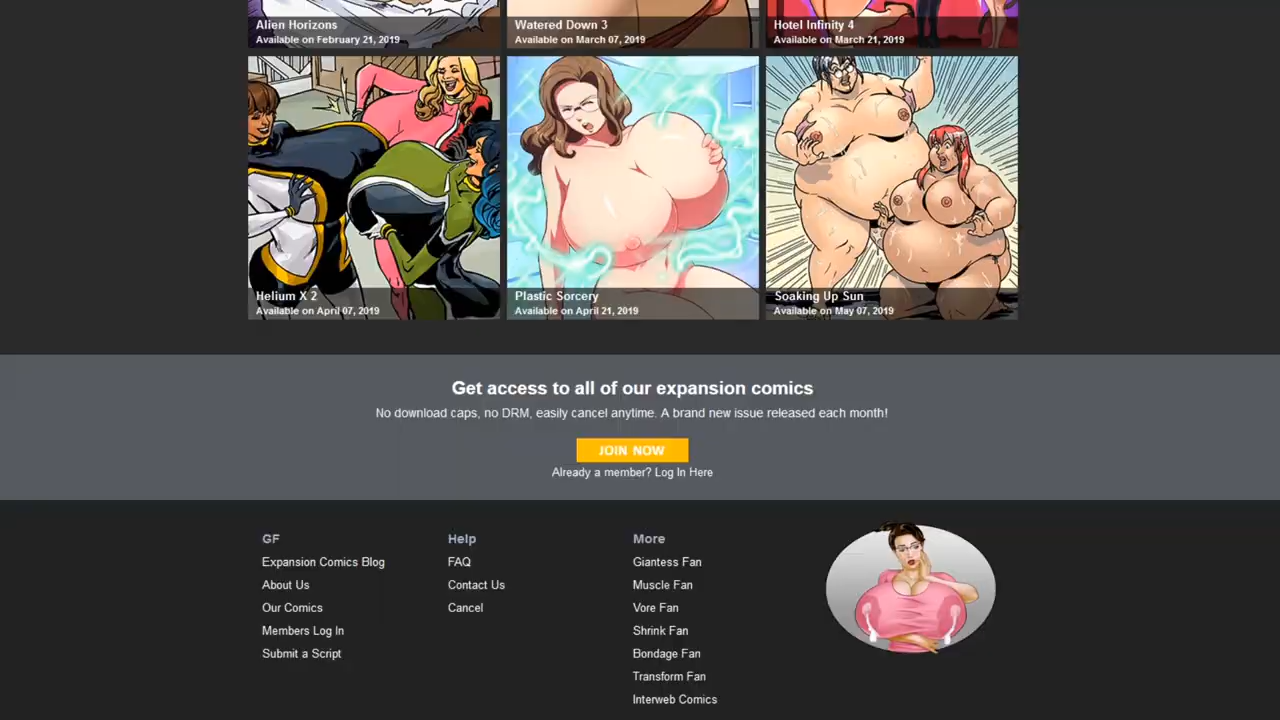 Alien Horizons
Available on February 21, 2019
Watered Down 3
Available on March 07, 2019
Hotel Infinity 4
Available on March 21, 2019
Helium X 2
Available on April 07, 2019
Plastic Sorcery
Available on April 21, 2019
Soaking Up Sun
Available on May 07, 2019
Get access to all of our expansion comics
No download caps, no DRM, easily cancel anytime. A brand new issue released each month!
JOIN NOW
Already a member? Log In Here
GF
Expansion Comics Blog
About Us
Our Comics
Members Log In
Submit a Script
Help
FAQ
Contact Us
Cancel
More
Giantess Fan
Muscle Fan
Vore Fan
Shrink Fan
Bondage Fan
Transform Fan
Interweb Comics